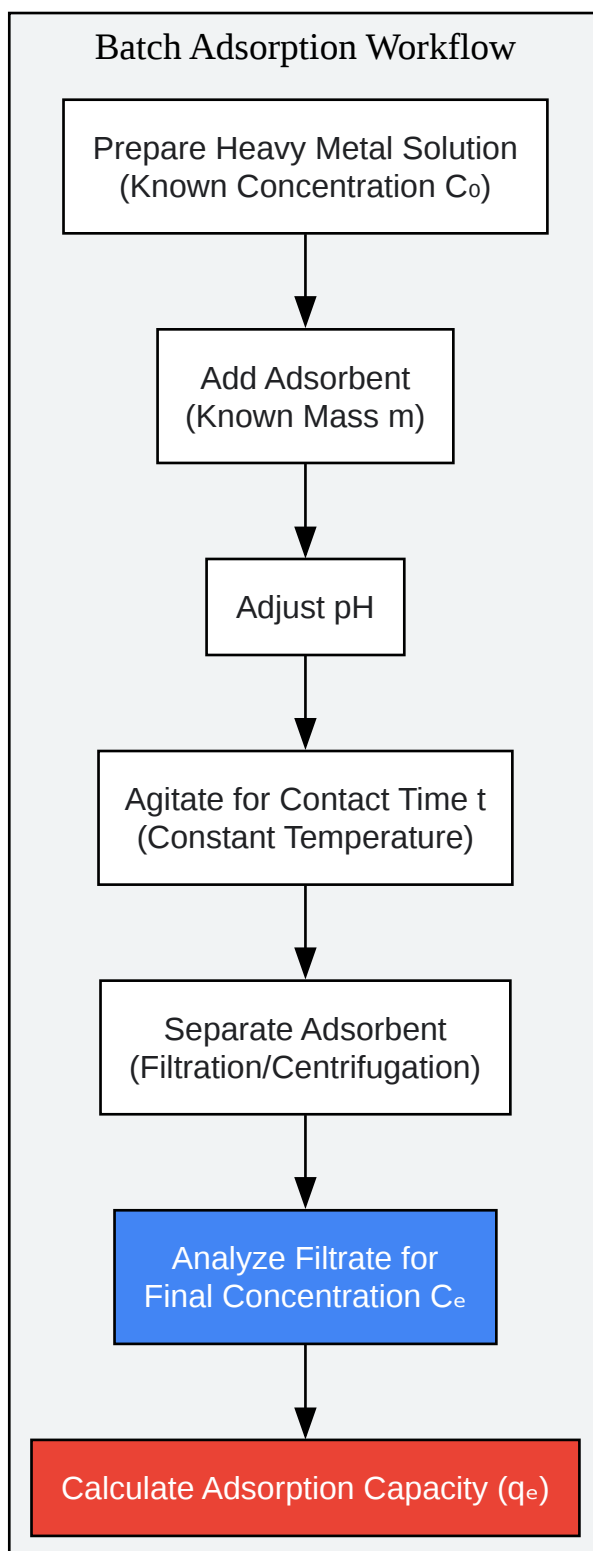 Batch Adsorption Workflow
Prepare Heavy Metal Solution
(Known Concentration C₀)
Add Adsorbent
(Known Mass m)
Adjust pH
Agitate for Contact Time t
(Constant Temperature)
Separate Adsorbent
(Filtration/Centrifugation)
Analyze Filtrate for
Final Concentration Cₑ
Calculate Adsorption Capacity (qₑ)